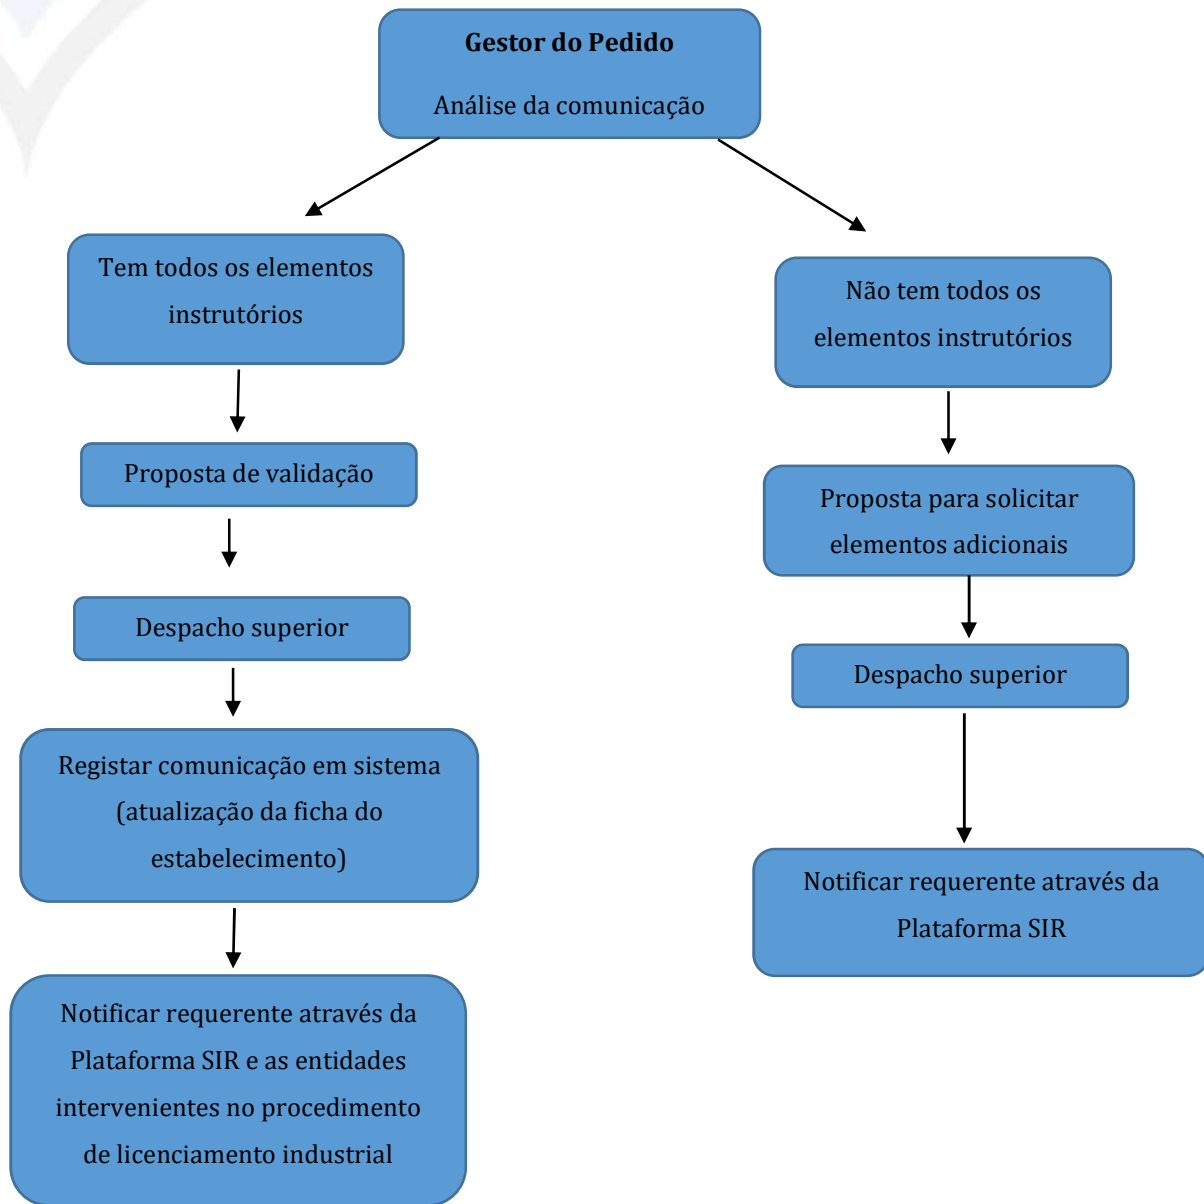 Gestor do Pedido
Análise da comunicação
Tem todos os elementos
instrutórios
Proposta de validação
Despacho superior
Registar comunicação em sistema
(atualização da ficha do
estabelecimento)
Notificar requerente através da
Plataforma SIR e as entidades
intervenientes no procedimento
de licenciamento industrial
Não tem todos os
elementos instrutórios
Proposta para solicitar
elementos adicionais
Despacho superior
Notificar requerente através da
Plataforma SIR